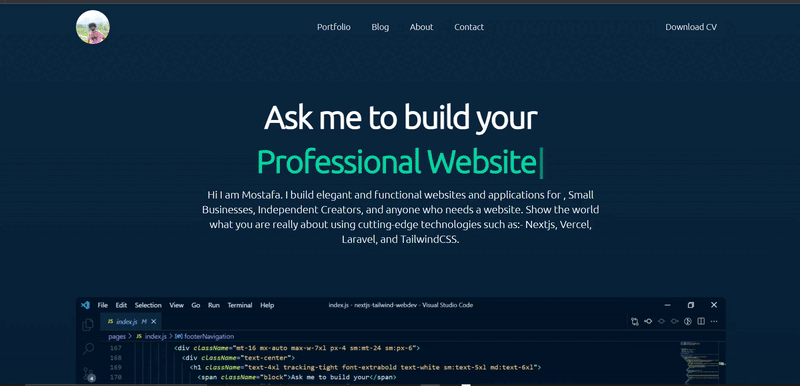 Portfolio Blog About Contact Download CV
Ask me to build your
Professional Website
Hi I am Mostafa. I build elegant and functional websites and applications for , Small
Businesses, Independent Creators, and anyone who needs a website. Show the world
what you are really about using cutting-edge technologies such as:- Nextjs, Vercel,
Laravel, and TailwindCSS.
File Edit Selection View Go Run Terminal Help index.js - nextjs-tailwind-webdev - Visual Studio Code
JS index.js M ×
pages > JS index.js > footerNavigation
167 <div className="mt-16 mx-auto max-w-7xl px-4 sm:mt-24 sm:px-6">
168 <div className="text-center">
169 <h1 className="text-4xl tracking-tight font-extrabold text-white sm:text-5xl md:text-6xl">
170 <span className="block">Ask me to build your</span>